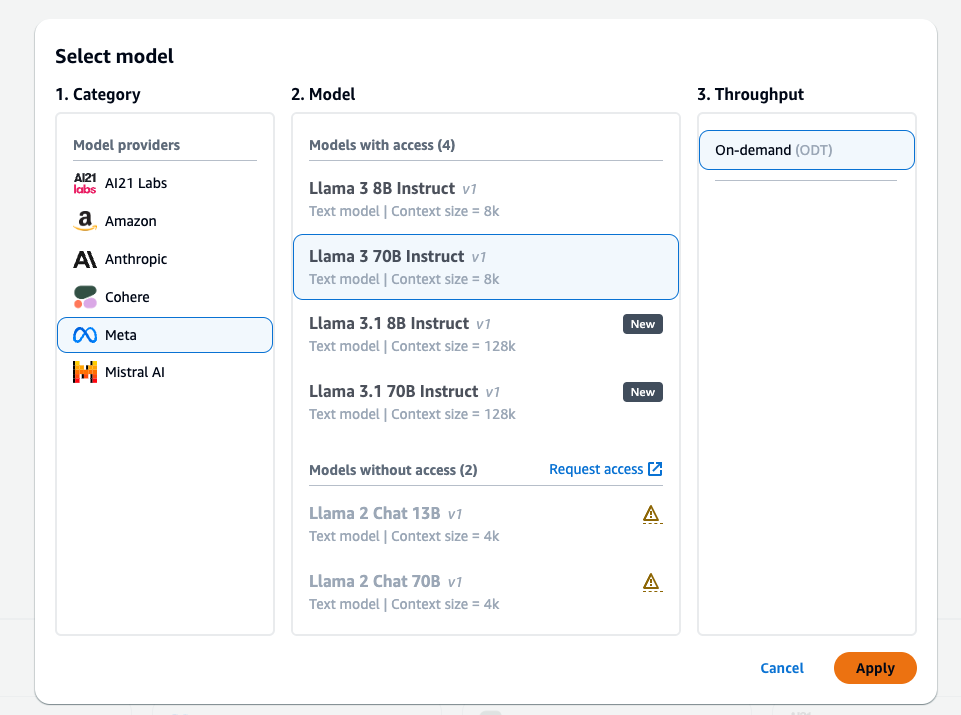 Select model
1. Category
Model providers
AI21 labs AI21 Labs
a Amazon
Anthropic
Cohere
Meta
Mistral AI
2. Model
Models with access (4)
Llama 3 8B Instruct v1
Text model | Context size = 8k
Llama 3 70B Instruct v1
Text model | Context size = 8k
Llama 3.1 8B Instruct v1 New
Text model | Context size = 128k
Llama 3.1 70B Instruct v1 New
Text model | Context size = 128k
Models without access (2) Request access
Llama 2 Chat 13B v1
Text model | Context size = 4k
Llama 2 Chat 70B v1
Text model | Context size = 4k
3. Throughput
On-demand (ODT)
Cancel Apply